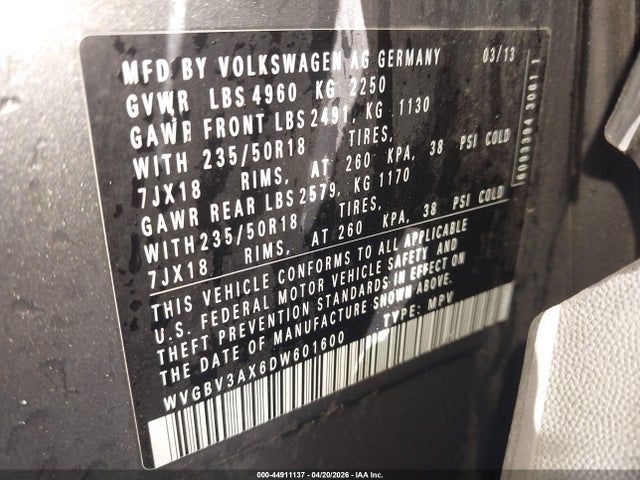 MFD BY VOLKSWAGEN AG GERMANY 03/13
GVWR LBS 4960 KG 2250
GAWR FRONT LBS 2491, KG 1130
WITH 235/50R18 TIRES,
7JX18 RIMS, AT 260 KPA, 38 PSI COLD
GAWR REAR LBS 2579, KG 1170
WITH 235/50R18 TIRES,
7JX18 RIMS, AT 260 KPA, 38 PSI COLD
THIS VEHICLE CONFORMS TO ALL APPLICABLE
U.S. FEDERAL MOTOR VEHICLE SAFETY AND
THEFT PREVENTION STANDARDS IN EFFECT ON
THE DATE OF MANUFACTURE SHOWN ABOVE.
WVGBV3AX6DW601600 TYPE: MPV
000-44911137 - 04/20/2026 - IAA Inc.